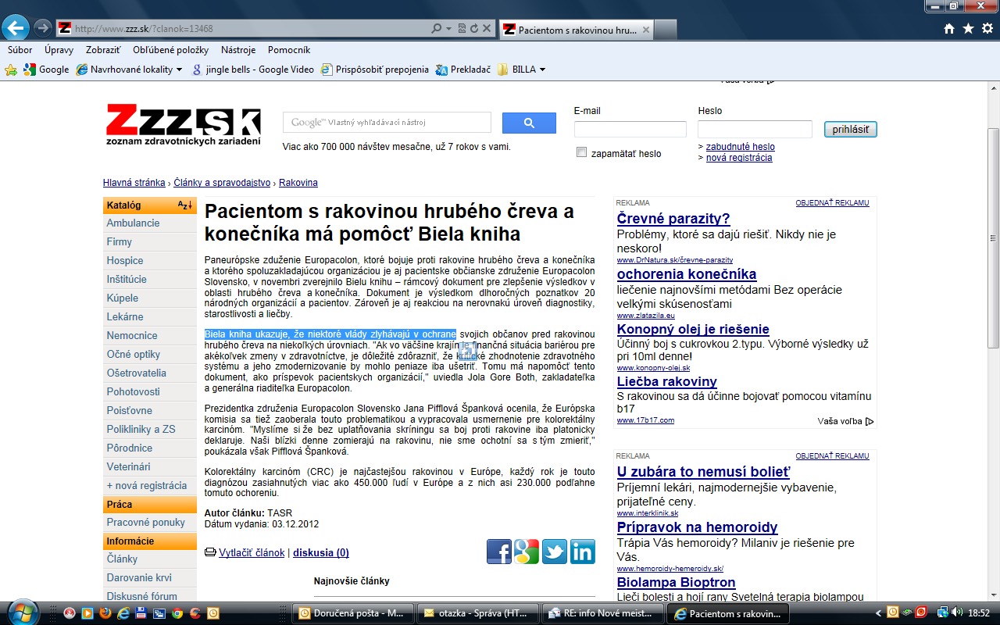 http://www.zzz.sk/?clanok=13468
Pacientom s rakovinou hru...
Súbor Úpravy Zobraziť Obľúbené položky Nástroje Pomocník
Google Navrhované lokality jingle bells - Google Video Prispôsobiť prepojenia Prekladač BILLA
Zzz.sk
zoznam zdravotníckych zariadení
Google™ Vlastný vyhľadávací nástroj
Viac ako 700 000 návštev mesačne, už 7 rokov s vami.
E-mail
Heslo
prihlásiť
zapamätať heslo
> zabudnuté heslo
> nová registrácia
Hlavná stránka › Články a spravodajstvo › Rakovina
Katalóg
Ambulancie
Firmy
Hospice
Inštitúcie
Kúpele
Lekárne
Nemocnice
Očné optiky
Ošetrovatelia
Pohotovosti
Poisťovne
Polikliniky a ZS
Pôrodnice
Veterinári
+ nová registrácia
Práca
Pracovné ponuky
Informácie
Články
Darovanie krvi
Diskusné fórum
Pacientom s rakovinou hrubého čreva a
konečníka má pomôcť Biela kniha
Paneurópske združenie Europacolon, ktoré bojuje proti rakovine hrubého čreva a konečníka
a ktorého spoluzakladajúcou organizáciou je aj pacientske občianske združenie Europacolon
Slovensko, v novembri zverejnilo Bielu knihu – rámcový dokument pre zlepšenie výsledkov v
oblasti hrubého čreva a konečníka. Dokument je výsledkom dlhoročných poznatkov 20
národných organizácií a pacientov. Zároveň je aj reakciou na nerovnakú úroveň diagnostiky,
starostlivosti a liečby.
Biela kniha ukazuje, že niektoré vlády zlyhávajú v ochrane svojich občanov pred rakovinou
hrubého čreva na niekoľkých úrovniach. "Ak vo väčšine krajín je finančná situácia bariérou pre
akékoľvek zmeny v zdravotníctve, je dôležité zdôrazniť, že kritické zhodnotenie zdravotného
systému a jeho zmodernizovanie by mohlo peniaze iba ušetriť. Tomu má napomôcť tento
dokument, ako príspevok pacientskych organizácií," uviedla Jola Gore Both, zakladateľka
a generálna riaditeľka Europacolon.
Prezidentka združenia Europacolon Slovensko Jana Pifflová Španková ocenila, že Európska
komisia sa tiež zaoberala touto problematikou a vypracovala usmernenie pre kolorektálny
karcinóm. "Myslíme si že bez uplatňovania skríningu sa boj proti rakovine iba platonicky
deklaruje. Naši blízki denne zomierajú na rakovinu, nie sme ochotní sa s tým zmieriť,"
poukázala však Pifflová Španková.
Kolorektálny karcinóm (CRC) je najčastejšou rakovinou v Európe, každý rok je touto
diagnózou zasiahnutých viac ako 450.000 ľudí v Európe a z nich asi 230.000 podľahne
tomuto ochoreniu.
Autor článku: TASR
Dátum vydania: 03.12.2012
Vytlačiť článok | diskusia (0)
Najnovšie články
Vaša voľba
REKLAMA OBJEDNAŤ REKLAMU
Črevné parazity?
Problémy, ktoré sa dajú riešiť. Nikdy nie je
neskoro!
www.DrNatura.sk/črevne-parazity
ochorenia konečníka
liečenie najnovšími metódami Bez operácie
velkými skúsenosťami
www.zlatazila.eu
Konopný olej je riešenie
Účinný boj s cukrovkou 2.typu. Výborné výsledky už
pri 10ml denne!
www.konopny-olej.sk
Liečba rakoviny
S rakovinou sa dá účinne bojovať pomocou vitamínu
b17
www.17b17.com
Vaša voľba
REKLAMA OBJEDNAŤ REKLAMU
U zubára to nemusí bolieť
Príjemní lekári, najmodernejšie vybavenie,
prijateľné ceny.
www.interklinik.sk
Prípravok na hemoroidy
Trápia Vás hemoroidy? Milaniv je riešenie pre
Vás.
www.hemoroidy-hemeroidy.sk/
Biolampa Bioptron
Lieči bolesti a hojí rany Svetelná terapia biolampou
Doručená pošta - M... otazka - Správa (HT... RE: info Nové meist... Pacientom s rakovin... 18:52